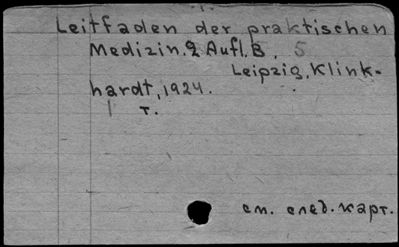 Leitfaden der praktischen
Medizin. 2 Aufl. B. 5
Leipzig, Klink-
hardt, 1924.
1 т.
см. след. карт.